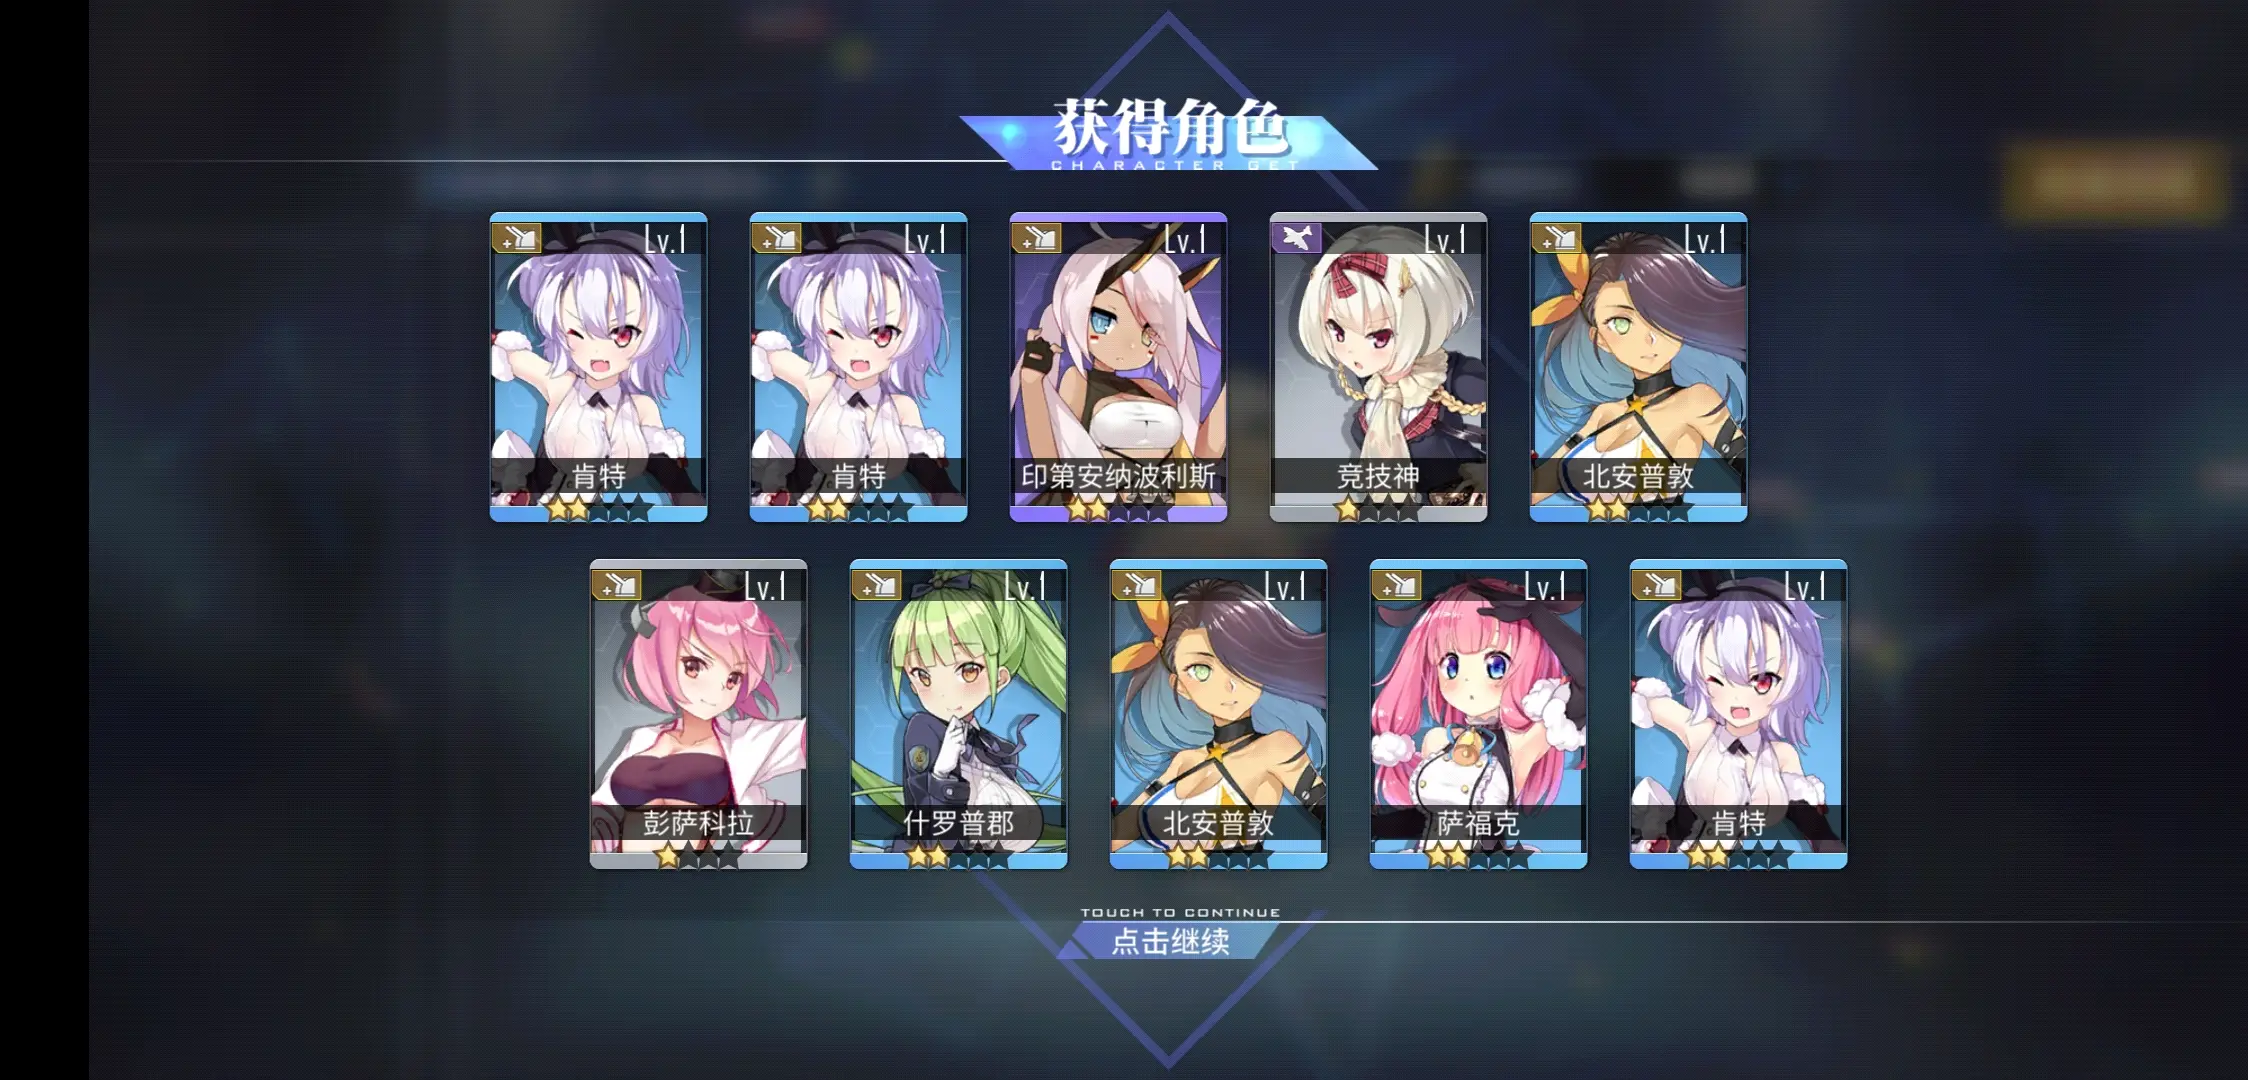 获得角色
CHARACTER GET
Lv.1
Lv.1
Lv.1
Lv.1
Lv.1
肯特
肯特
印第安纳波利斯
竞技神
北安普敦
Lv.1
Lv.1
Lv.1
Lv.1
Lv.1
彭萨科拉
什罗普郡
北安普敦
萨福克
肯特
TOUCH TO CONTINUE
点击继续